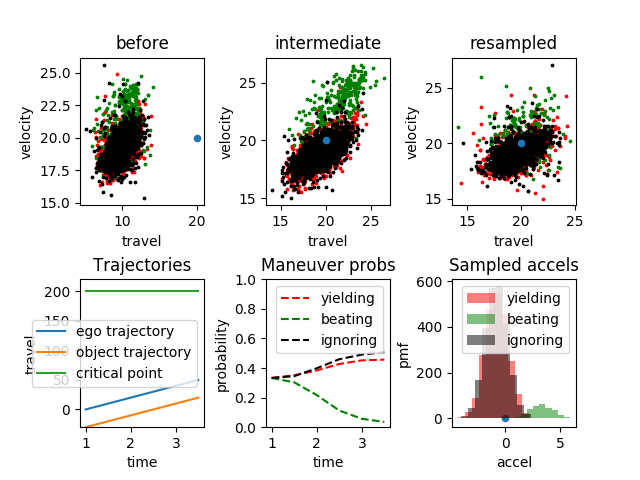 before
intermediate
resampled
25.0
22.5
20.0
17.5
15.0
velocity
10
20
travel
25
20
15
velocity
15
20
25
travel
25
20
15
velocity
15
20
25
travel
Trajectories
Maneuver probs
Sampled accels
200
150
50
0
travel
ego trajectory
object trajectory
critical point
1
2
3
time
1.0
0.8
0.6
0.4
0.2
0.0
probability
yielding
beating
ignoring
1
2
3
time
600
400
200
0
pmf
yielding
beating
ignoring
0
5
accel